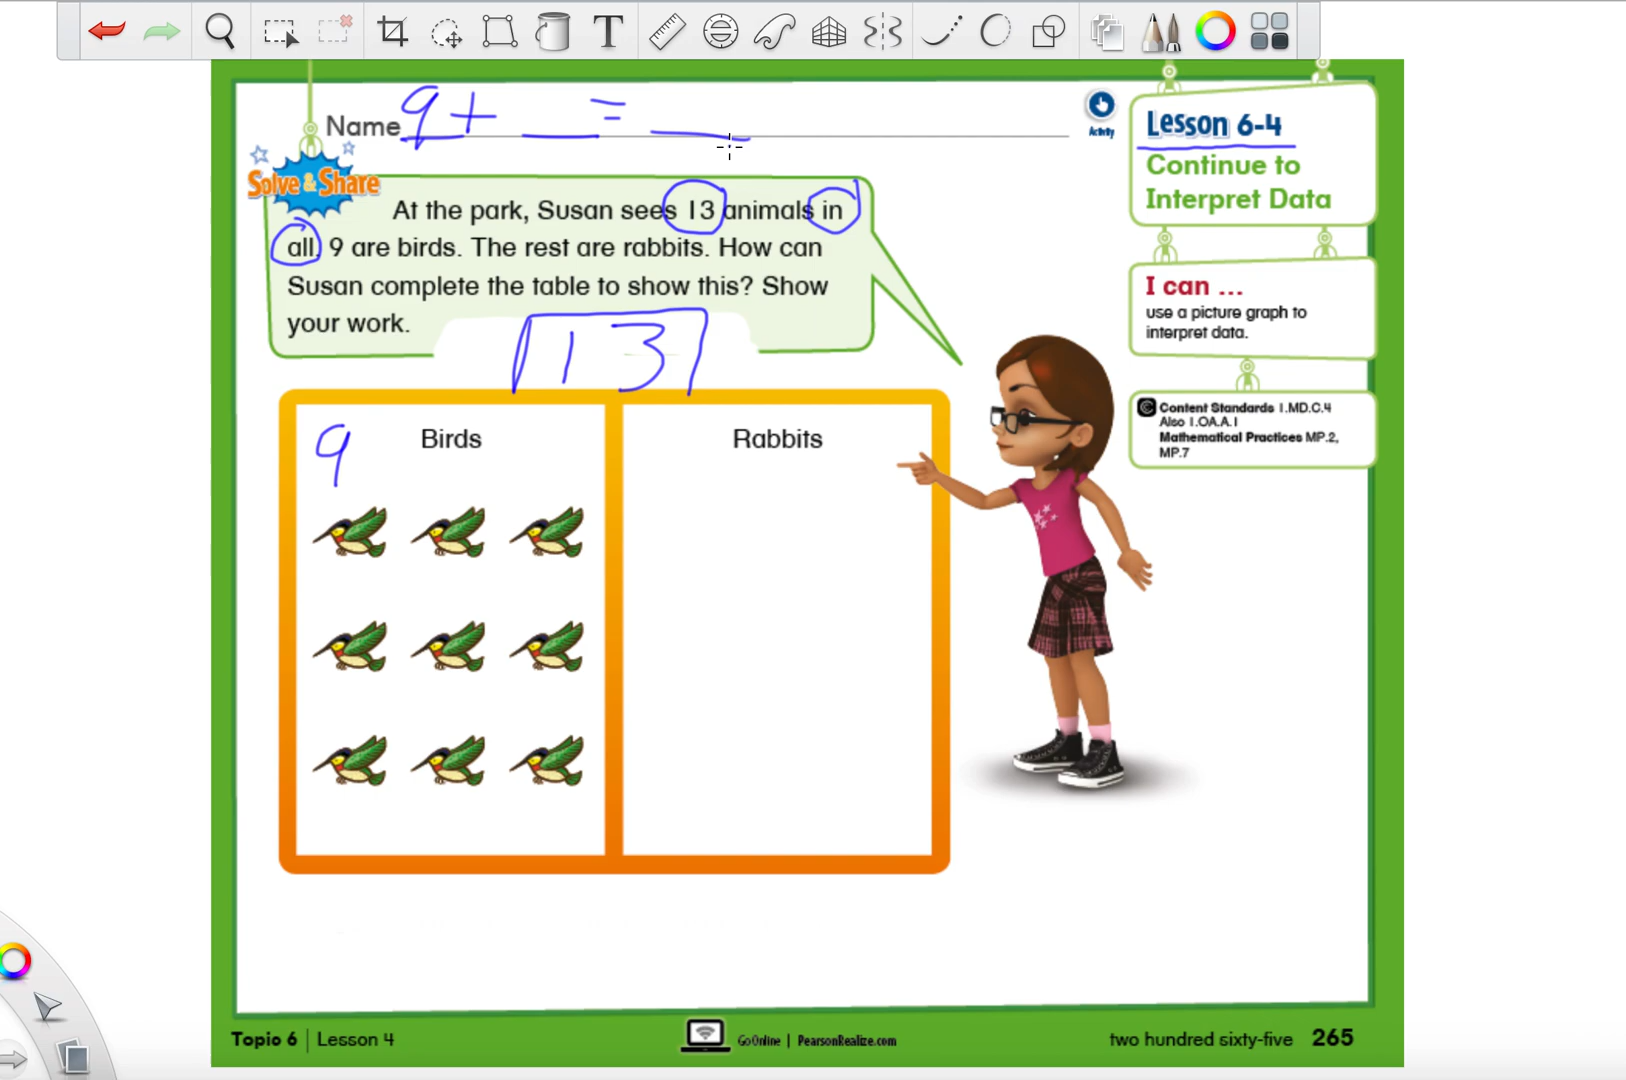 9 + __ = __
Name
Activity
Lesson 6-4
Continue to
Interpret Data
Solve & Share
At the park, Susan sees 13 animals in
all. 9 are birds. The rest are rabbits. How can
Susan complete the table to show this? Show
your work.
13
I can ...
use a picture graph to
interpret data.
Content Standards 1.MD.C.4
Also 1.OA.A.1
Mathematical Practices MP.2,
MP.7
9 Birds Rabbits
Topic 6 | Lesson 4
Go Online | PearsonRealize.com
two hundred sixty-five 265